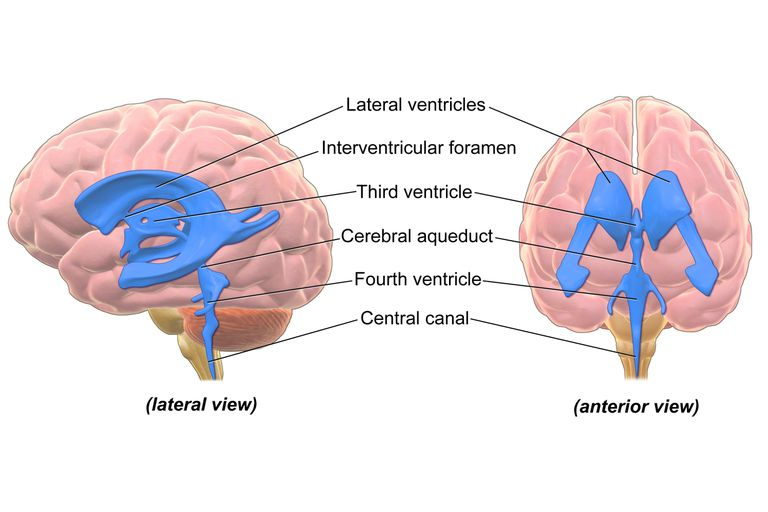 Lateral ventricles
Interventricular foramen
Third ventricle
Cerebral aqueduct
Fourth ventricle
Central canal
(lateral view)
(anterior view)